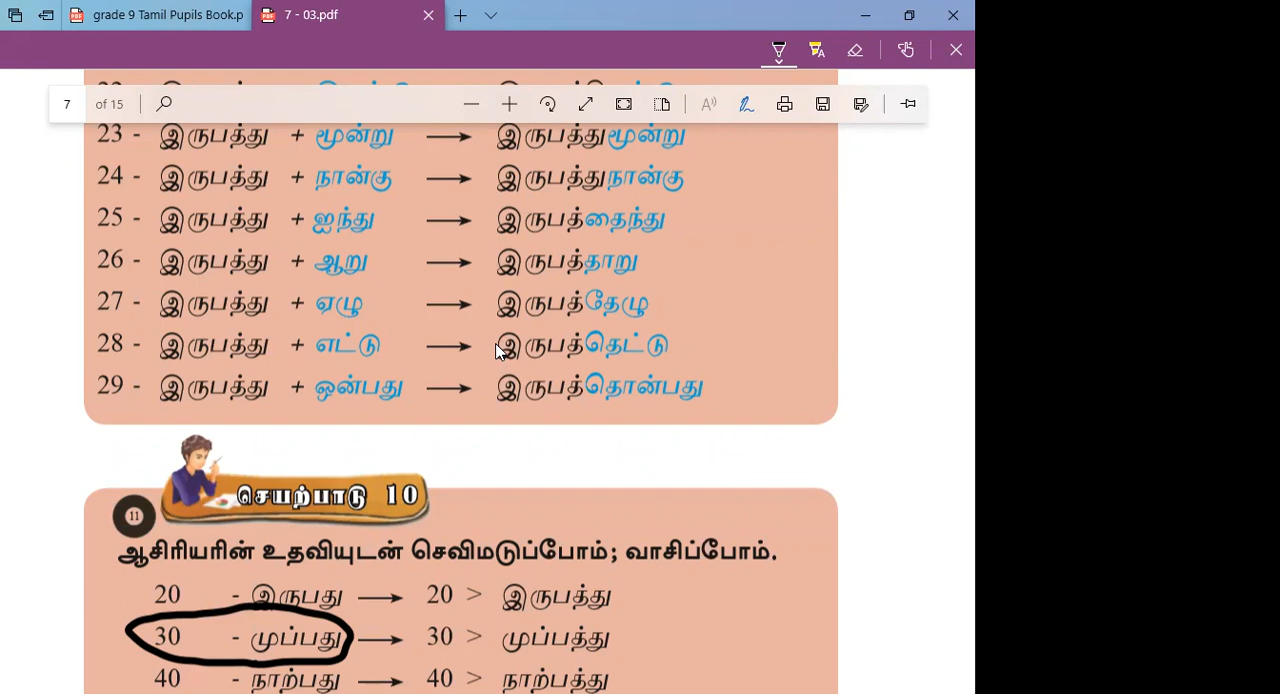 grade 9 Tamil Pupils Book.p
7 - 03.pdf
7 of 15
23 - இருபத்து + மூன்று → இருபத்துமூன்று
24 - இருபத்து + நான்கு → இருபத்துநான்கு
25 - இருபத்து + ஐந்து → இருபத்தைந்து
26 - இருபத்து + ஆறு → இருபத்தாறு
27 - இருபத்து + ஏழு → இருபத்தேழு
28 - இருபத்து + எட்டு → இருபத்தெட்டு
29 - இருபத்து + ஒன்பது → இருபத்தொன்பது
செயற்பாடு 10
11
ஆசிரியரின் உதவியுடன் செவிமடுப்போம்; வாசிப்போம்.
20 - இருபது → 20 > இருபத்து
30 - முப்பது → 30 > முப்பத்து
40 - நாற்பது → 40 > நாற்பத்து